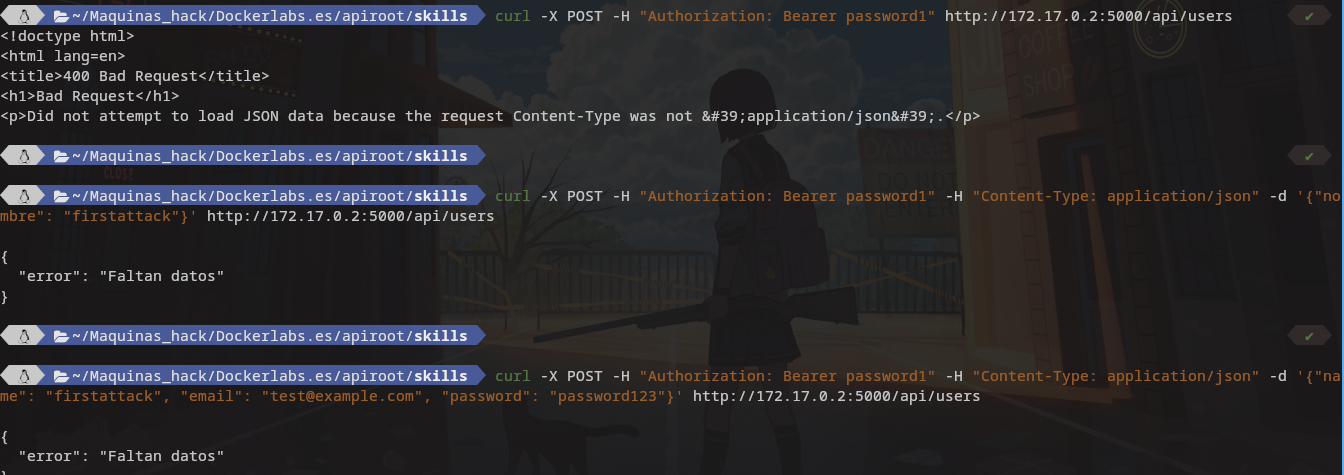 ~/Maquinas_hack/Dockerlabs.es/apiroot/skills curl -X POST -H "Authorization: Bearer password1" http://172.17.0.2:5000/api/users ✔
<!doctype html>
<html lang=en>
<title>400 Bad Request</title>
<h1>Bad Request</h1>
<p>Did not attempt to load JSON data because the request Content-Type was not &#39;application/json&#39;.</p>
~/Maquinas_hack/Dockerlabs.es/apiroot/skills ✔
~/Maquinas_hack/Dockerlabs.es/apiroot/skills curl -X POST -H "Authorization: Bearer password1" -H "Content-Type: application/json" -d '{"no
mbre": "firstattack"}' http://172.17.0.2:5000/api/users
{
"error": "Faltan datos"
}
~/Maquinas_hack/Dockerlabs.es/apiroot/skills ✔
~/Maquinas_hack/Dockerlabs.es/apiroot/skills curl -X POST -H "Authorization: Bearer password1" -H "Content-Type: application/json" -d '{"na
me": "firstattack", "email": "test@example.com", "password": "password123"}' http://172.17.0.2:5000/api/users
{
"error": "Faltan datos"
}
COFFEE
SHOP